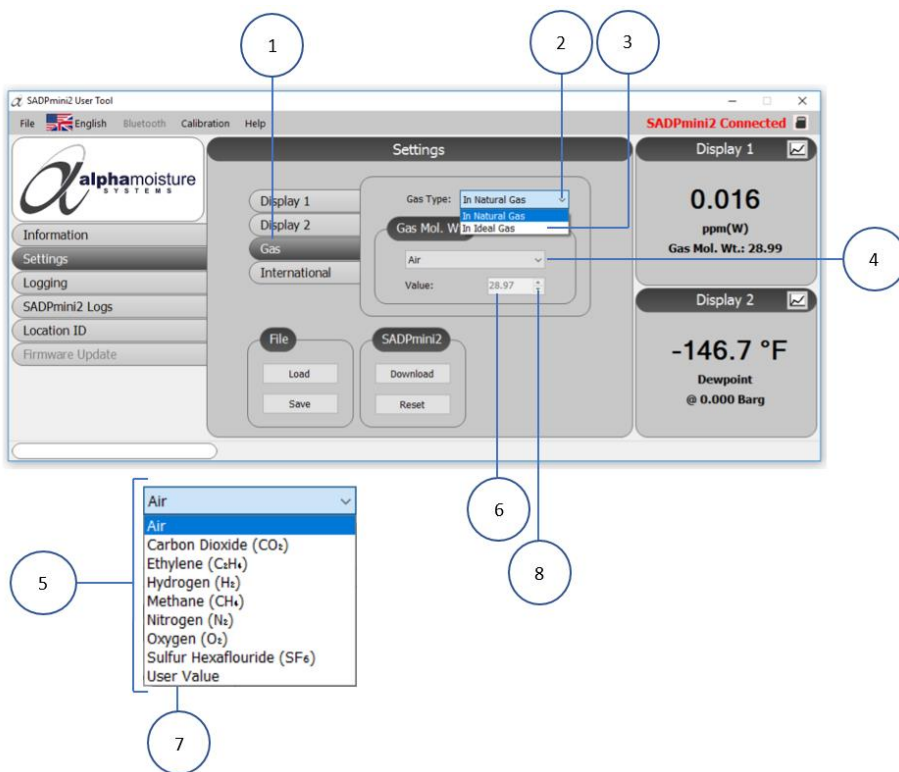 1
2
3
SADPmini2 User Tool
File English Bluetooth Calibration Help
SADPmini2 Connected
alphamoisture
SYSTEMS
Information
Settings
Logging
SADPmini2 Logs
Location ID
Firmware Update
Settings
Display 1
Display 2
Gas
International
Gas Type: In Natural Gas
In Natural Gas
In Ideal Gas
Gas Mol. W
Air
Value: 28.97
File
Load
Save
SADPmini2
Download
Reset
Display 1
0.016
ppm(W)
Gas Mol. Wt.: 28.99
Display 2
-146.7 °F
Dewpoint
@ 0.000 Barg
4
6
8
5
Air
Air
Carbon Dioxide (CO₂)
Ethylene (C₂H₄)
Hydrogen (H₂)
Methane (CH₄)
Nitrogen (N₂)
Oxygen (O₂)
Sulfur Hexaflouride (SF₆)
User Value
7